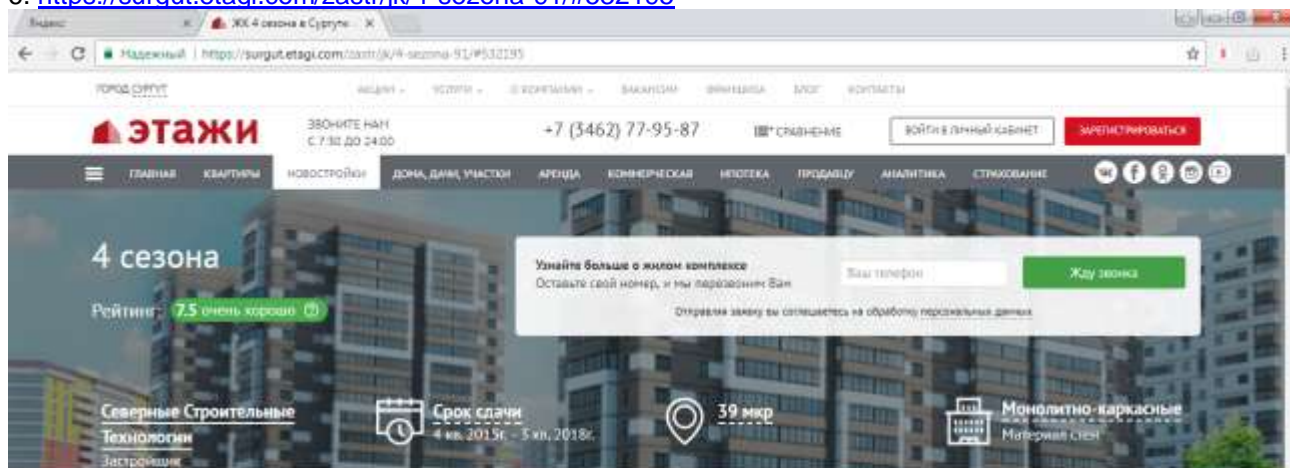 Яндекс
ЖК 4 сезона в Сургуте
Надежный https://surgut.etagi.com/zastr/jk/4-sezona-91/#532195
ГОРОД СУРГУТ АКЦИИ УСЛУГИ О КОМПАНИИ ВАКАНСИИ ФРАНШИЗА БЛОГ КОНТАКТЫ
этажи
ЗВОНИТЕ НАМ
С 7:30 ДО 24:00
+7 (3462) 77-95-87
СРАВНЕНИЕ
ВОЙТИ В ЛИЧНЫЙ КАБИНЕТ
ЗАРЕГИСТРИРОВАТЬСЯ
ГЛАВНАЯ КВАРТИРЫ НОВОСТРОЙКИ ДОМА, ДАЧИ, УЧАСТКИ АРЕНДА КОММЕРЧЕСКАЯ ИПОТЕКА ПРОДАВЦУ АНАЛИТИКА СТРАХОВАНИЕ
4 сезона
Рейтинг: 7.5 очень хорошо
Узнайте больше о жилом комплексе
Оставьте свой номер, и мы перезвоним Вам
Ваш телефон
Жду звонка
Отправляя заявку вы соглашаетесь на обработку персональных данных
Северные Строительные
Технологии
Застройщик
Срок сдачи
4 кв. 2015г. - 3 кв. 2018г.
39 мкр
Монолитно-каркасные
Материал стен